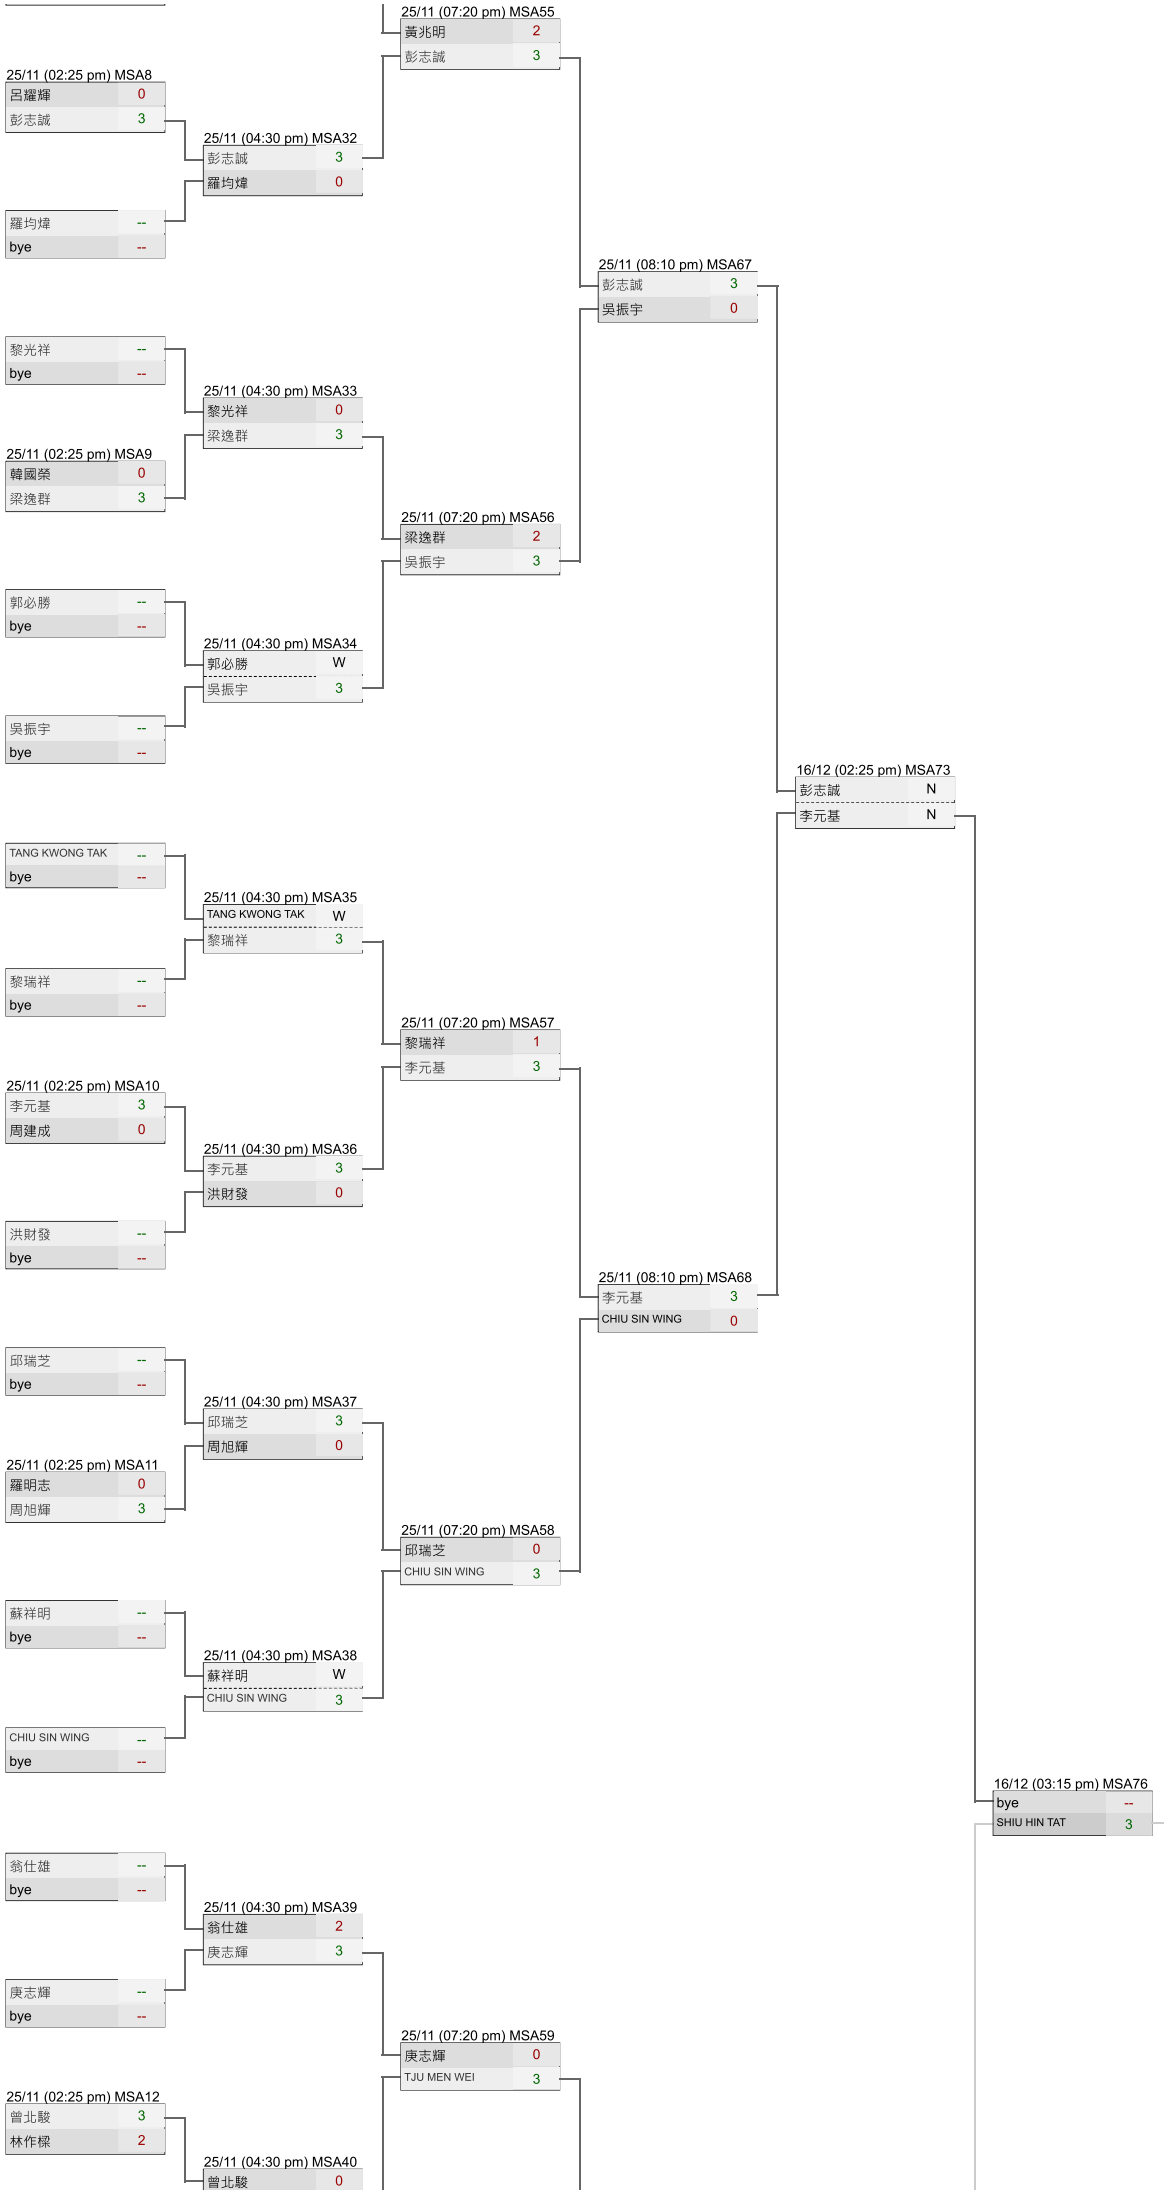 25/11 (07:20 pm) MSA55
黃兆明 2
彭志誠 3
25/11 (02:25 pm) MSA8
呂耀輝 0
彭志誠 3
25/11 (04:30 pm) MSA32
彭志誠 3
羅均煒 0
羅均煒 --
bye --
25/11 (08:10 pm) MSA67
彭志誠 3
吳振宇 0
黎光祥 --
bye --
25/11 (04:30 pm) MSA33
黎光祥 0
梁逸群 3
25/11 (02:25 pm) MSA9
韓國榮 0
梁逸群 3
25/11 (07:20 pm) MSA56
梁逸群 2
吳振宇 3
郭必勝 --
bye --
25/11 (04:30 pm) MSA34
郭必勝 W
吳振宇 3
吳振宇 --
bye --
16/12 (02:25 pm) MSA73
彭志誠 N
李元基 N
TANG KWONG TAK --
bye --
25/11 (04:30 pm) MSA35
TANG KWONG TAK W
黎瑞祥 3
黎瑞祥 --
bye --
25/11 (07:20 pm) MSA57
黎瑞祥 1
李元基 3
25/11 (02:25 pm) MSA10
李元基 3
周建成 0
25/11 (04:30 pm) MSA36
李元基 3
洪財發 0
洪財發 --
bye --
25/11 (08:10 pm) MSA68
李元基 3
CHIU SIN WING 0
邱瑞芝 --
bye --
25/11 (04:30 pm) MSA37
邱瑞芝 3
周旭輝 0
25/11 (02:25 pm) MSA11
羅明志 0
周旭輝 3
25/11 (07:20 pm) MSA58
邱瑞芝 0
CHIU SIN WING 3
蘇祥明 --
bye --
25/11 (04:30 pm) MSA38
蘇祥明 W
CHIU SIN WING 3
CHIU SIN WING --
bye --
16/12 (03:15 pm) MSA76
bye --
SHIU HIN TAT 3
翁仕雄 --
bye --
25/11 (04:30 pm) MSA39
翁仕雄 2
庚志輝 3
庚志輝 --
bye --
25/11 (07:20 pm) MSA59
庚志輝 0
TJU MEN WEI 3
25/11 (02:25 pm) MSA12
曾北駿 3
林作樑 2
25/11 (04:30 pm) MSA40
曾北駿 0